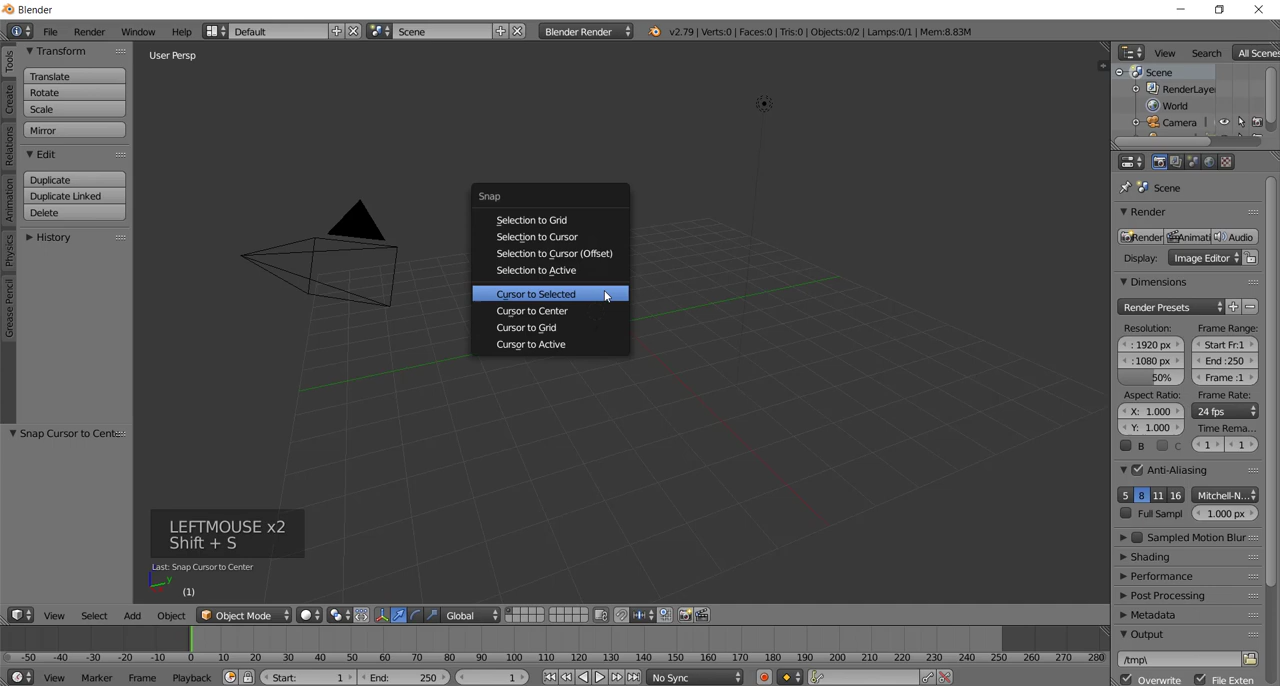 Blender
File Render Window Help Default Scene Blender Render v2.79 | Verts:0 | Faces:0 | Tris:0 | Objects:0/2 | Lamps:0/1 | Mem:8.83M
Tools
Create
Relations
Animation
Physics
Grease Pencil
Transform
Translate
Rotate
Scale
Mirror
Edit
Duplicate
Duplicate Linked
Delete
History
Snap Cursor to Cent
User Persp
Snap
Selection to Grid
Selection to Cursor
Selection to Cursor (Offset)
Selection to Active
Cursor to Selected
Cursor to Center
Cursor to Grid
Cursor to Active
LEFTMOUSE x2
Shift + S
Last: Snap Cursor to Center
y
(1)
View Select Add Object Object Mode Global
-50 -40 -30 -20 -10 0 10 20 30 40 50 60 70 80 90 100 110 120 130 140 150 160 170 180 190 200 210 220 230 240 250 260 270 280
View Marker Frame Playback Start: 1 End: 250 1 No Sync
View Search All Scenes
Scene
RenderLaye
World
Camera
Scene
Render
Render Animati Audio
Display: Image Editor
Dimensions
Render Presets
Resolution: Frame Range:
: 1920 px Start Fr:1
: 1080 px End :250
50% Frame :1
Aspect Ratio: Frame Rate:
X: 1.000 24 fps
Y: 1.000 Time Rema...
B C 1 1
Anti-Aliasing
5 8 11 16 Mitchell-N...
Full Sampl 1.000 px
Sampled Motion Blur
Shading
Performance
Post Processing
Metadata
Output
/tmp\
Overwrite File Exten